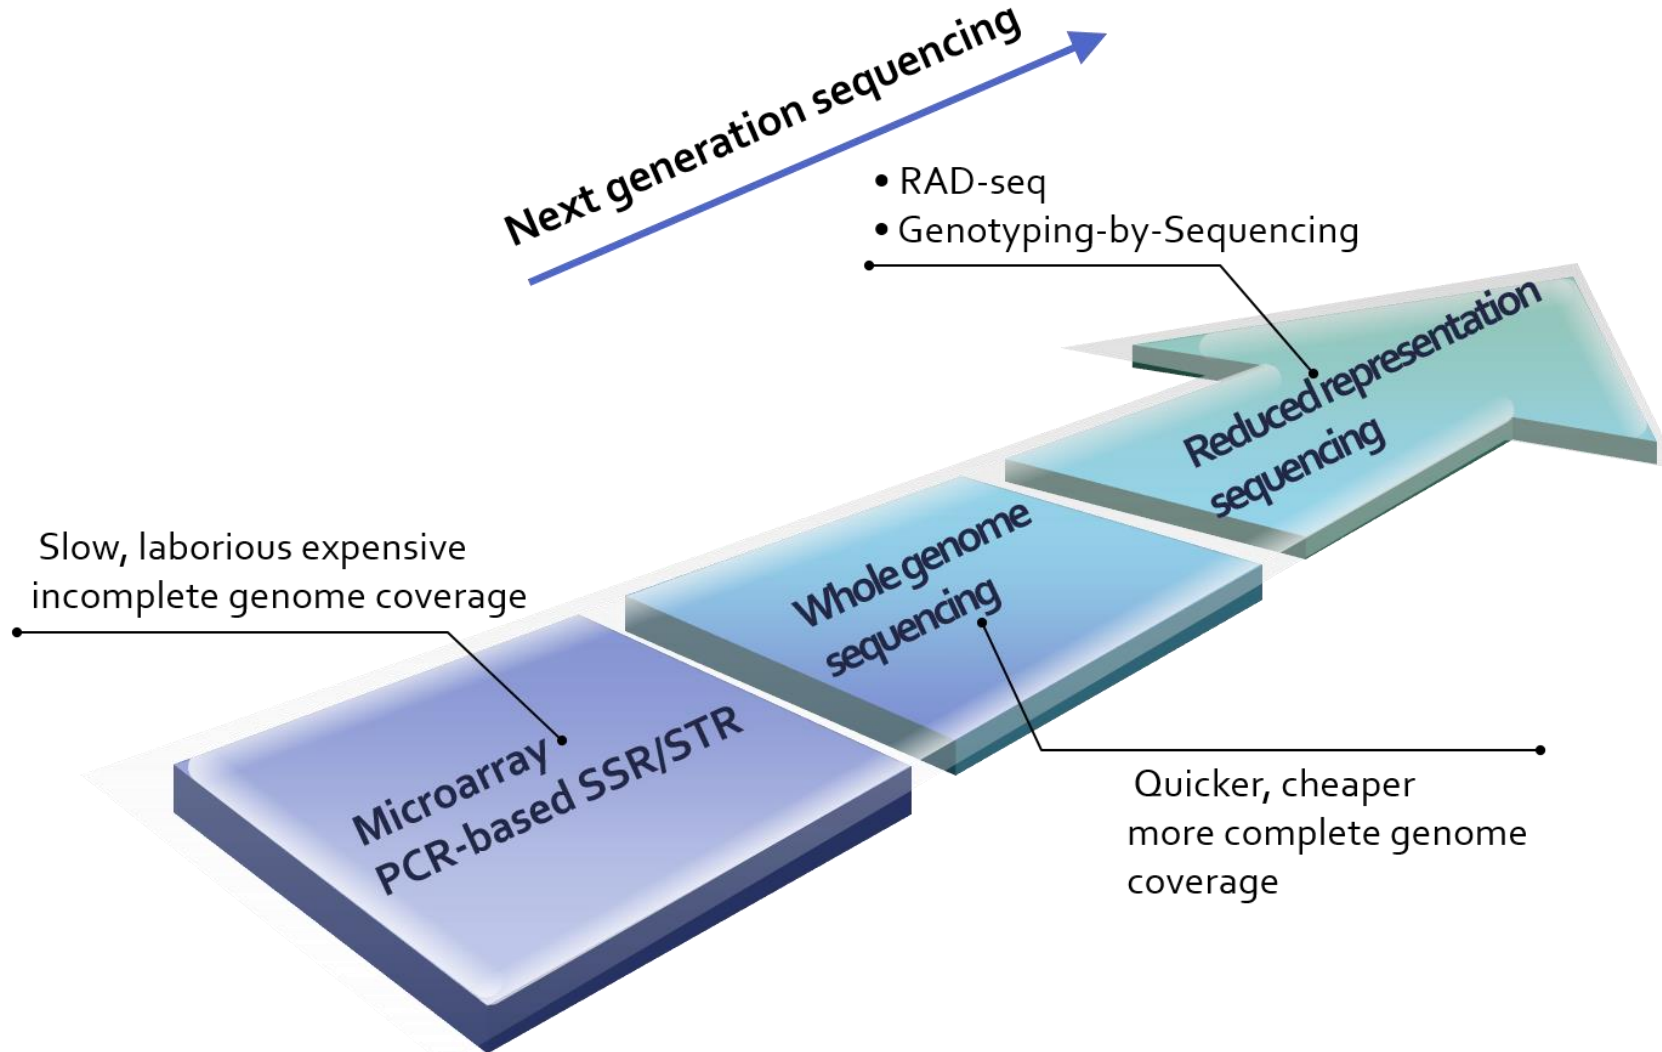 Next generation sequencing
• RAD-seq
• Genotyping-by-Sequencing
Reduced representation
sequencing
Slow, laborious expensive
incomplete genome coverage
Whole genome
sequencing
Microarray
PCR-based SSR/STR
Quicker, cheaper
more complete genome
coverage